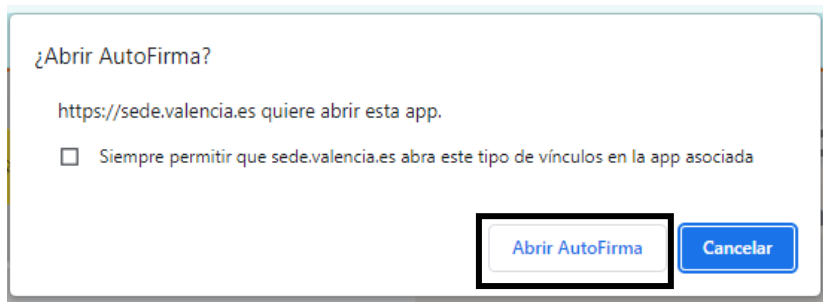 ¿Abrir AutoFirma?
https://sede.valencia.es quiere abrir esta app.
Siempre permitir que sede.valencia.es abra este tipo de vínculos en la app asociada
Abrir AutoFirma Cancelar